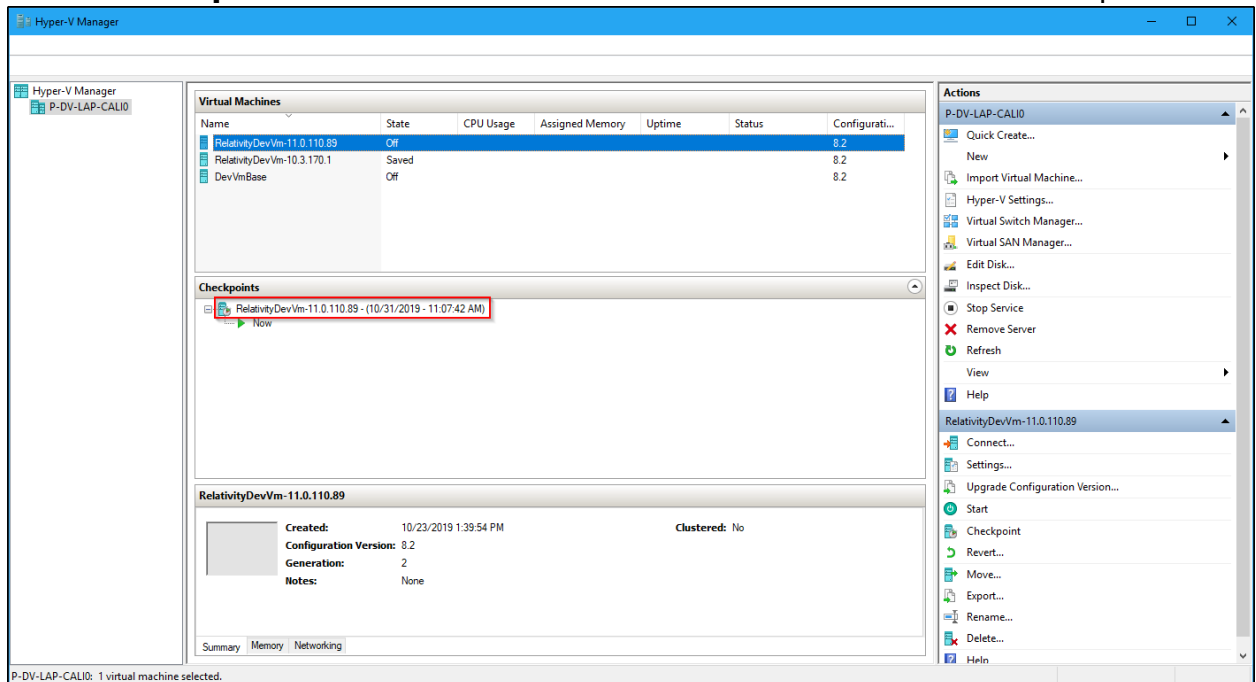 Hyper-V Manager
Hyper-V Manager
P-DV-LAP-CALI0
Virtual Machines
Name State CPU Usage Assigned Memory Uptime Status Configurati...
RelativityDevVm-11.0.110.89 Off 8.2
RelativityDevVm-10.3.170.1 Saved 8.2
DevVmBase Off 8.2
Checkpoints
RelativityDevVm-11.0.110.89 - (10/31/2019 - 11:07:42 AM)
Now
RelativityDevVm-11.0.110.89
Created: 10/23/2019 1:39:54 PM Clustered: No
Configuration Version: 8.2
Generation: 2
Notes: None
Summary Memory Networking
Actions
P-DV-LAP-CALI0
Quick Create...
New
Import Virtual Machine...
Hyper-V Settings...
Virtual Switch Manager...
Virtual SAN Manager...
Edit Disk...
Inspect Disk...
Stop Service
Remove Server
Refresh
View
Help
RelativityDevVm-11.0.110.89
Connect...
Settings...
Upgrade Configuration Version...
Start
Checkpoint
Revert...
Move...
Export...
Rename...
Delete...
Help
P-DV-LAP-CALI0: 1 virtual machine selected.